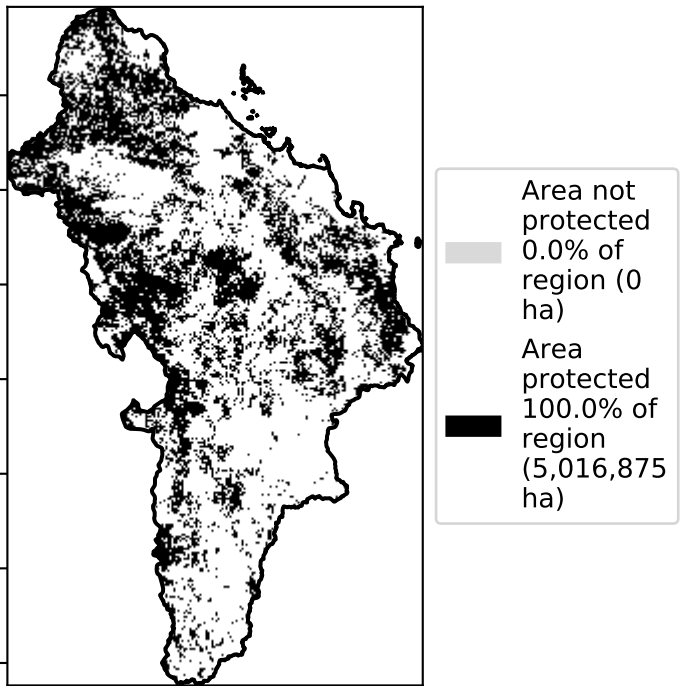 Area not
protected
0.0% of
region (0
ha)
Area
protected
100.0% of
region
(5,016,875
ha)